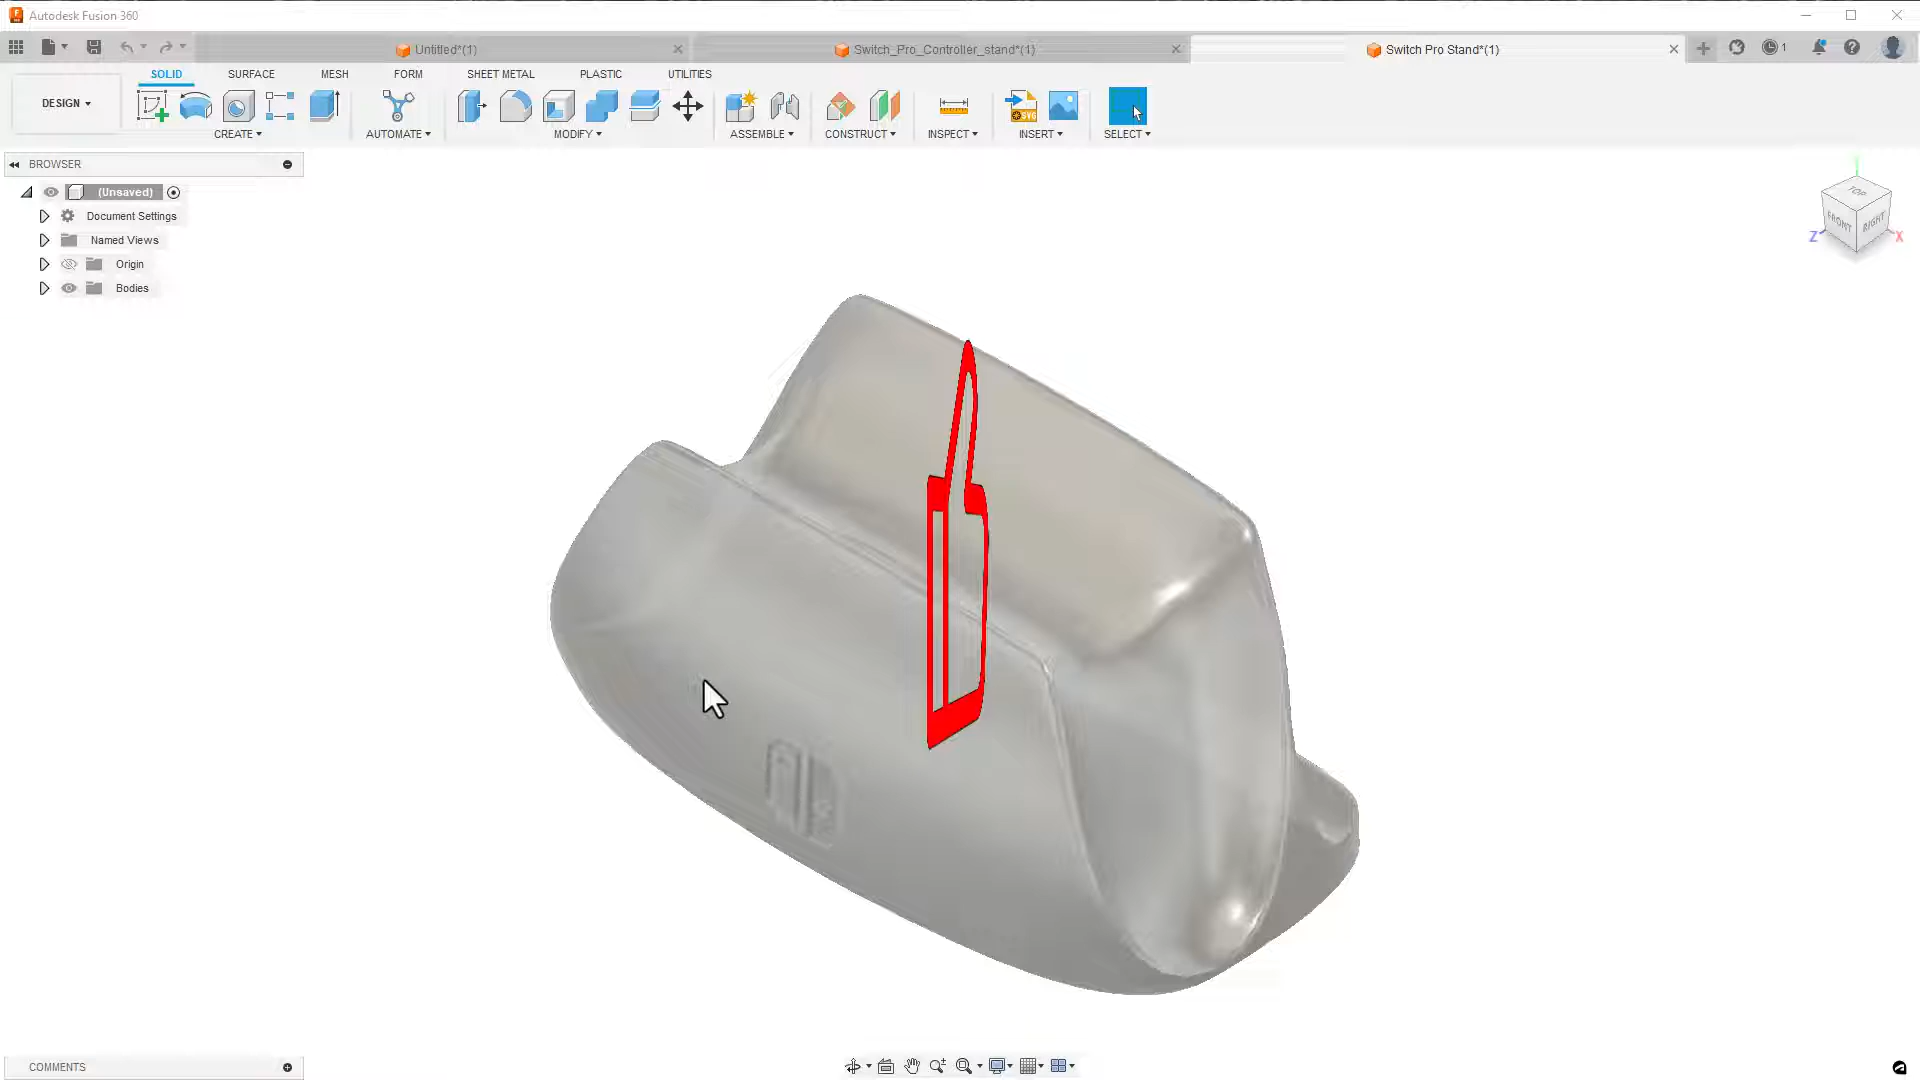 Autodesk Fusion 360
Untitled*(1)
Switch_Pro_Controller_stand*(1)
Switch Pro Stand*(1)
1
SOLID
SURFACE
MESH
FORM
SHEET METAL
PLASTIC
UTILITIES
DESIGN
CREATE
AUTOMATE
MODIFY
ASSEMBLE
CONSTRUCT
INSPECT
INSERT
SELECT
SVG
BROWSER
(Unsaved)
Document Settings
Named Views
Origin
Bodies
TOP
FRONT
RIGHT
Z
X
COMMENTS